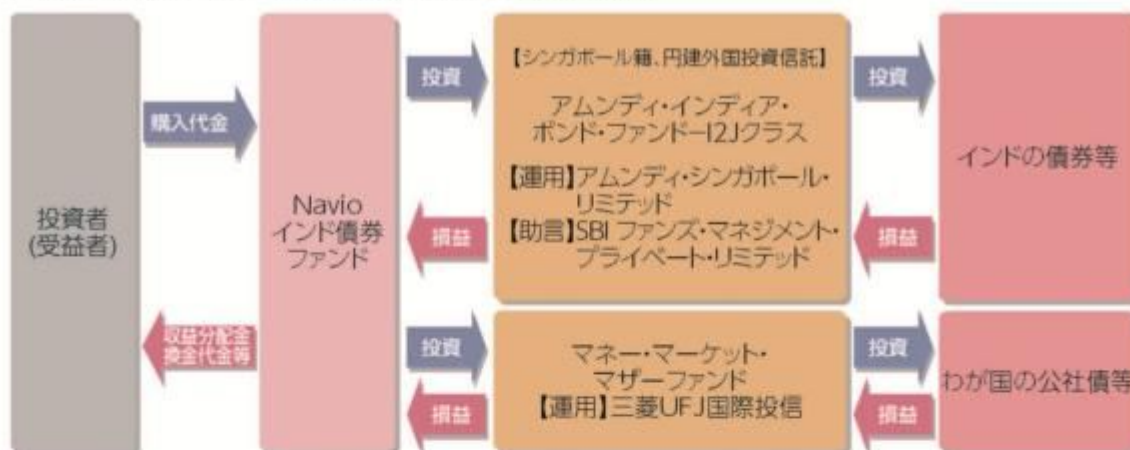 投資者
(受益者)
購入代金
収益分配金
換金代金等
Navio
インド債券
ファンド
投資
損益
【シンガポール籍、円建外国投資信託】
アムンディ・インディア・
ボンド・ファンドーI2Jクラス
【運用】アムンディ・シンガポール・
リミテッド
【助言】SBI ファンズ・マネジメント・
プライベート・リミテッド
投資
損益
インドの債券等
投資
損益
マネー・マーケット・
マザーファンド
【運用】三菱UFJ国際投信
投資
損益
わが国の公社債等